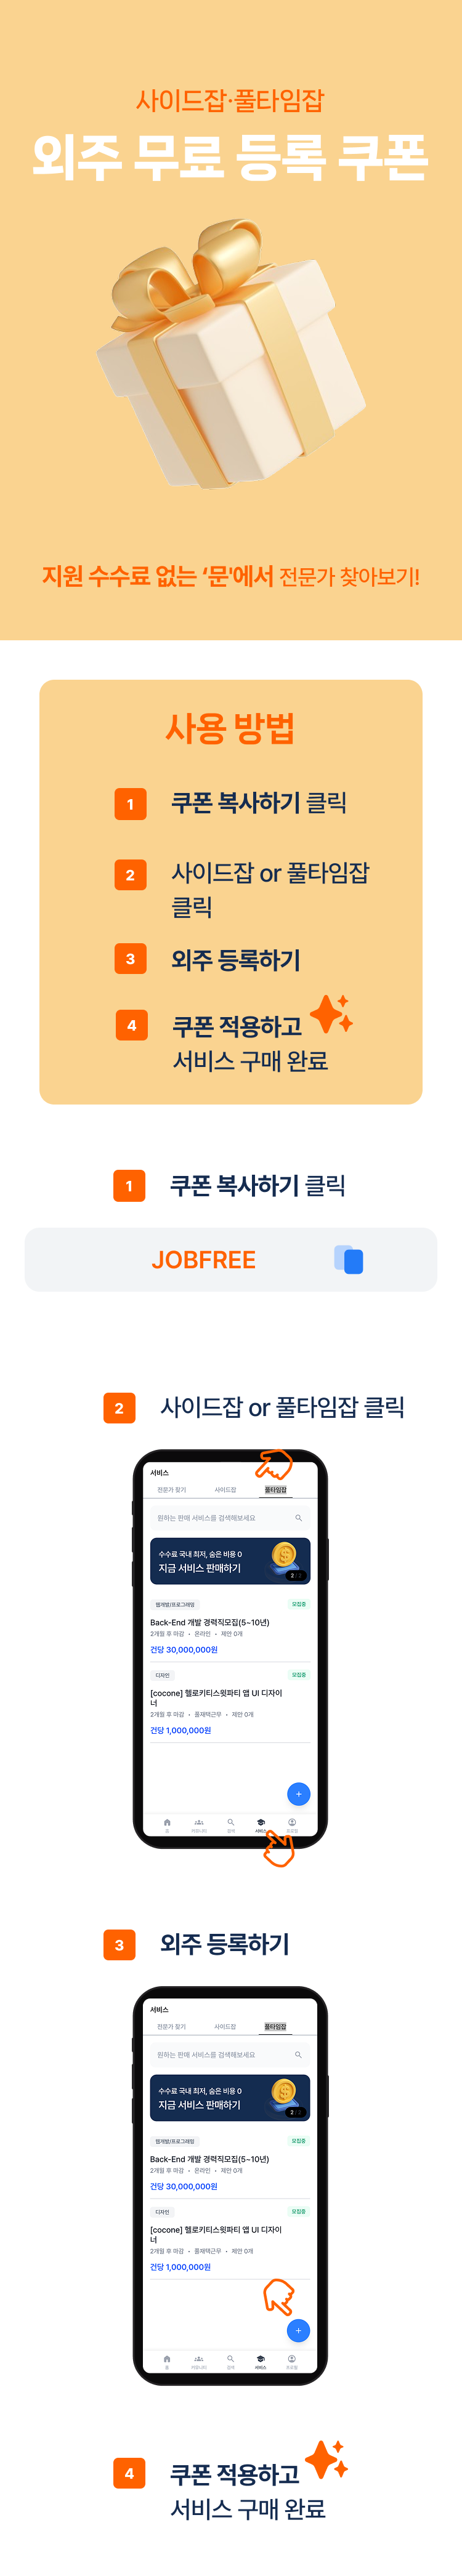 사이드잡·풀타임잡
외주 무료 등록 쿠폰
지원 수수료 없는 ‘문'에서 전문가 찾아보기!
사용 방법
1 쿠폰 복사하기 클릭
2 사이드잡 or 풀타임잡
클릭
3 외주 등록하기
4 쿠폰 적용하고
서비스 구매 완료
1 쿠폰 복사하기 클릭
JOBFREE
2 사이드잡 or 풀타임잡 클릭
서비스
전문가 찾기 사이드잡 풀타임잡
원하는 판매 서비스를 검색해보세요
수수료 국내 최저, 숨은 비용 0
지금 서비스 판매하기
2 / 2
웹개발/프로그래밍 모집중
Back-End 개발 경력직모집(5~10년)
2개월 후 마감 • 온라인 • 제안 0개
건당 30,000,000원
디자인 모집중
[cocone] 헬로키티스윗파티 앱 UI 디자이
너
2개월 후 마감 • 풀재택근무 • 제안 0개
건당 1,000,000원
+
홈 커뮤니티 검색 서비스 프로필
3 외주 등록하기
서비스
전문가 찾기 사이드잡 풀타임잡
원하는 판매 서비스를 검색해보세요
수수료 국내 최저, 숨은 비용 0
지금 서비스 판매하기
2 / 2
웹개발/프로그래밍 모집중
Back-End 개발 경력직모집(5~10년)
2개월 후 마감 • 온라인 • 제안 0개
건당 30,000,000원
디자인 모집중
[cocone] 헬로키티스윗파티 앱 UI 디자이
너
2개월 후 마감 • 풀재택근무 • 제안 0개
건당 1,000,000원
+
홈 커뮤니티 검색 서비스 프로필
4 쿠폰 적용하고
서비스 구매 완료